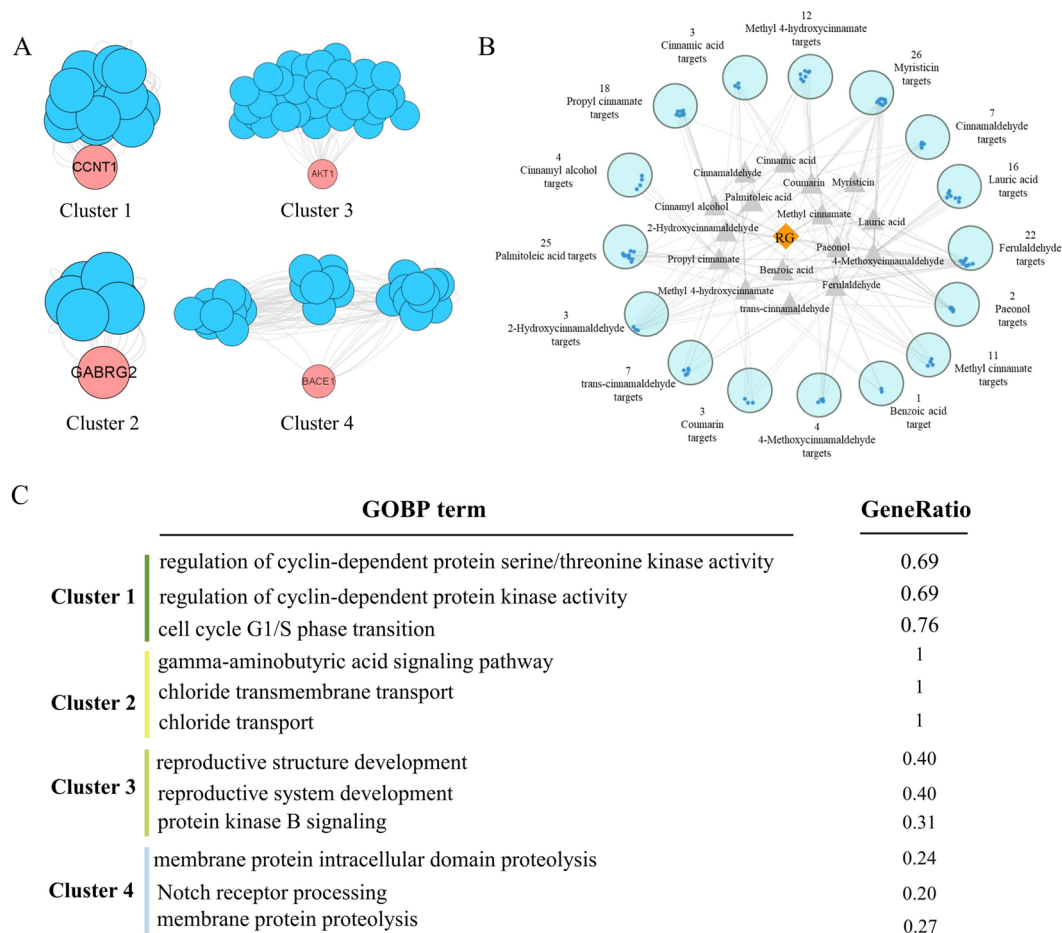 A
CCNT1
Cluster 1
AKT1
Cluster 3
GABRG2
Cluster 2
BACE1
Cluster 4
B
12
Methyl 4-hydroxycinnamate
targets
3
Cinnamic acid
targets
26
Myristicin
targets
18
Propyl cinnamate
targets
7
Cinnamaldehyde
targets
4
Cinnamyl alcohol
targets
16
Lauric acid
targets
25
Palmitoleic acid targets
22
Ferulaldehyde
targets
3
2-Hydroxycinnamaldehyde
targets
2
Paeonol
targets
7
trans-cinnamaldehyde
targets
11
Methyl cinnamate
targets
3
Coumarin
targets
4
4-Methoxycinnamaldehyde
targets
1
Benzoic acid
target
Cinnamic acid
Cinnamaldehyde
Coumarin
Myristicin
Palmitoleic acid
Cinnamyl alcohol
Methyl cinnamate
Lauric acid
2-Hydroxycinnamaldehyde
RG
Paeonol
Propyl cinnamate
4-Methoxycinnamaldehyde
Benzoic acid
Methyl 4-hydroxycinnamate
Ferulaldehyde
trans-cinnamaldehyde
C
GOBP term GeneRatio
Cluster 1
regulation of cyclin-dependent protein serine/threonine kinase activity 0.69
regulation of cyclin-dependent protein kinase activity 0.69
cell cycle G1/S phase transition 0.76
Cluster 2
gamma-aminobutyric acid signaling pathway 1
chloride transmembrane transport 1
chloride transport 1
Cluster 3
reproductive structure development 0.40
reproductive system development 0.40
protein kinase B signaling 0.31
Cluster 4
membrane protein intracellular domain proteolysis 0.24
Notch receptor processing 0.20
membrane protein proteolysis 0.27